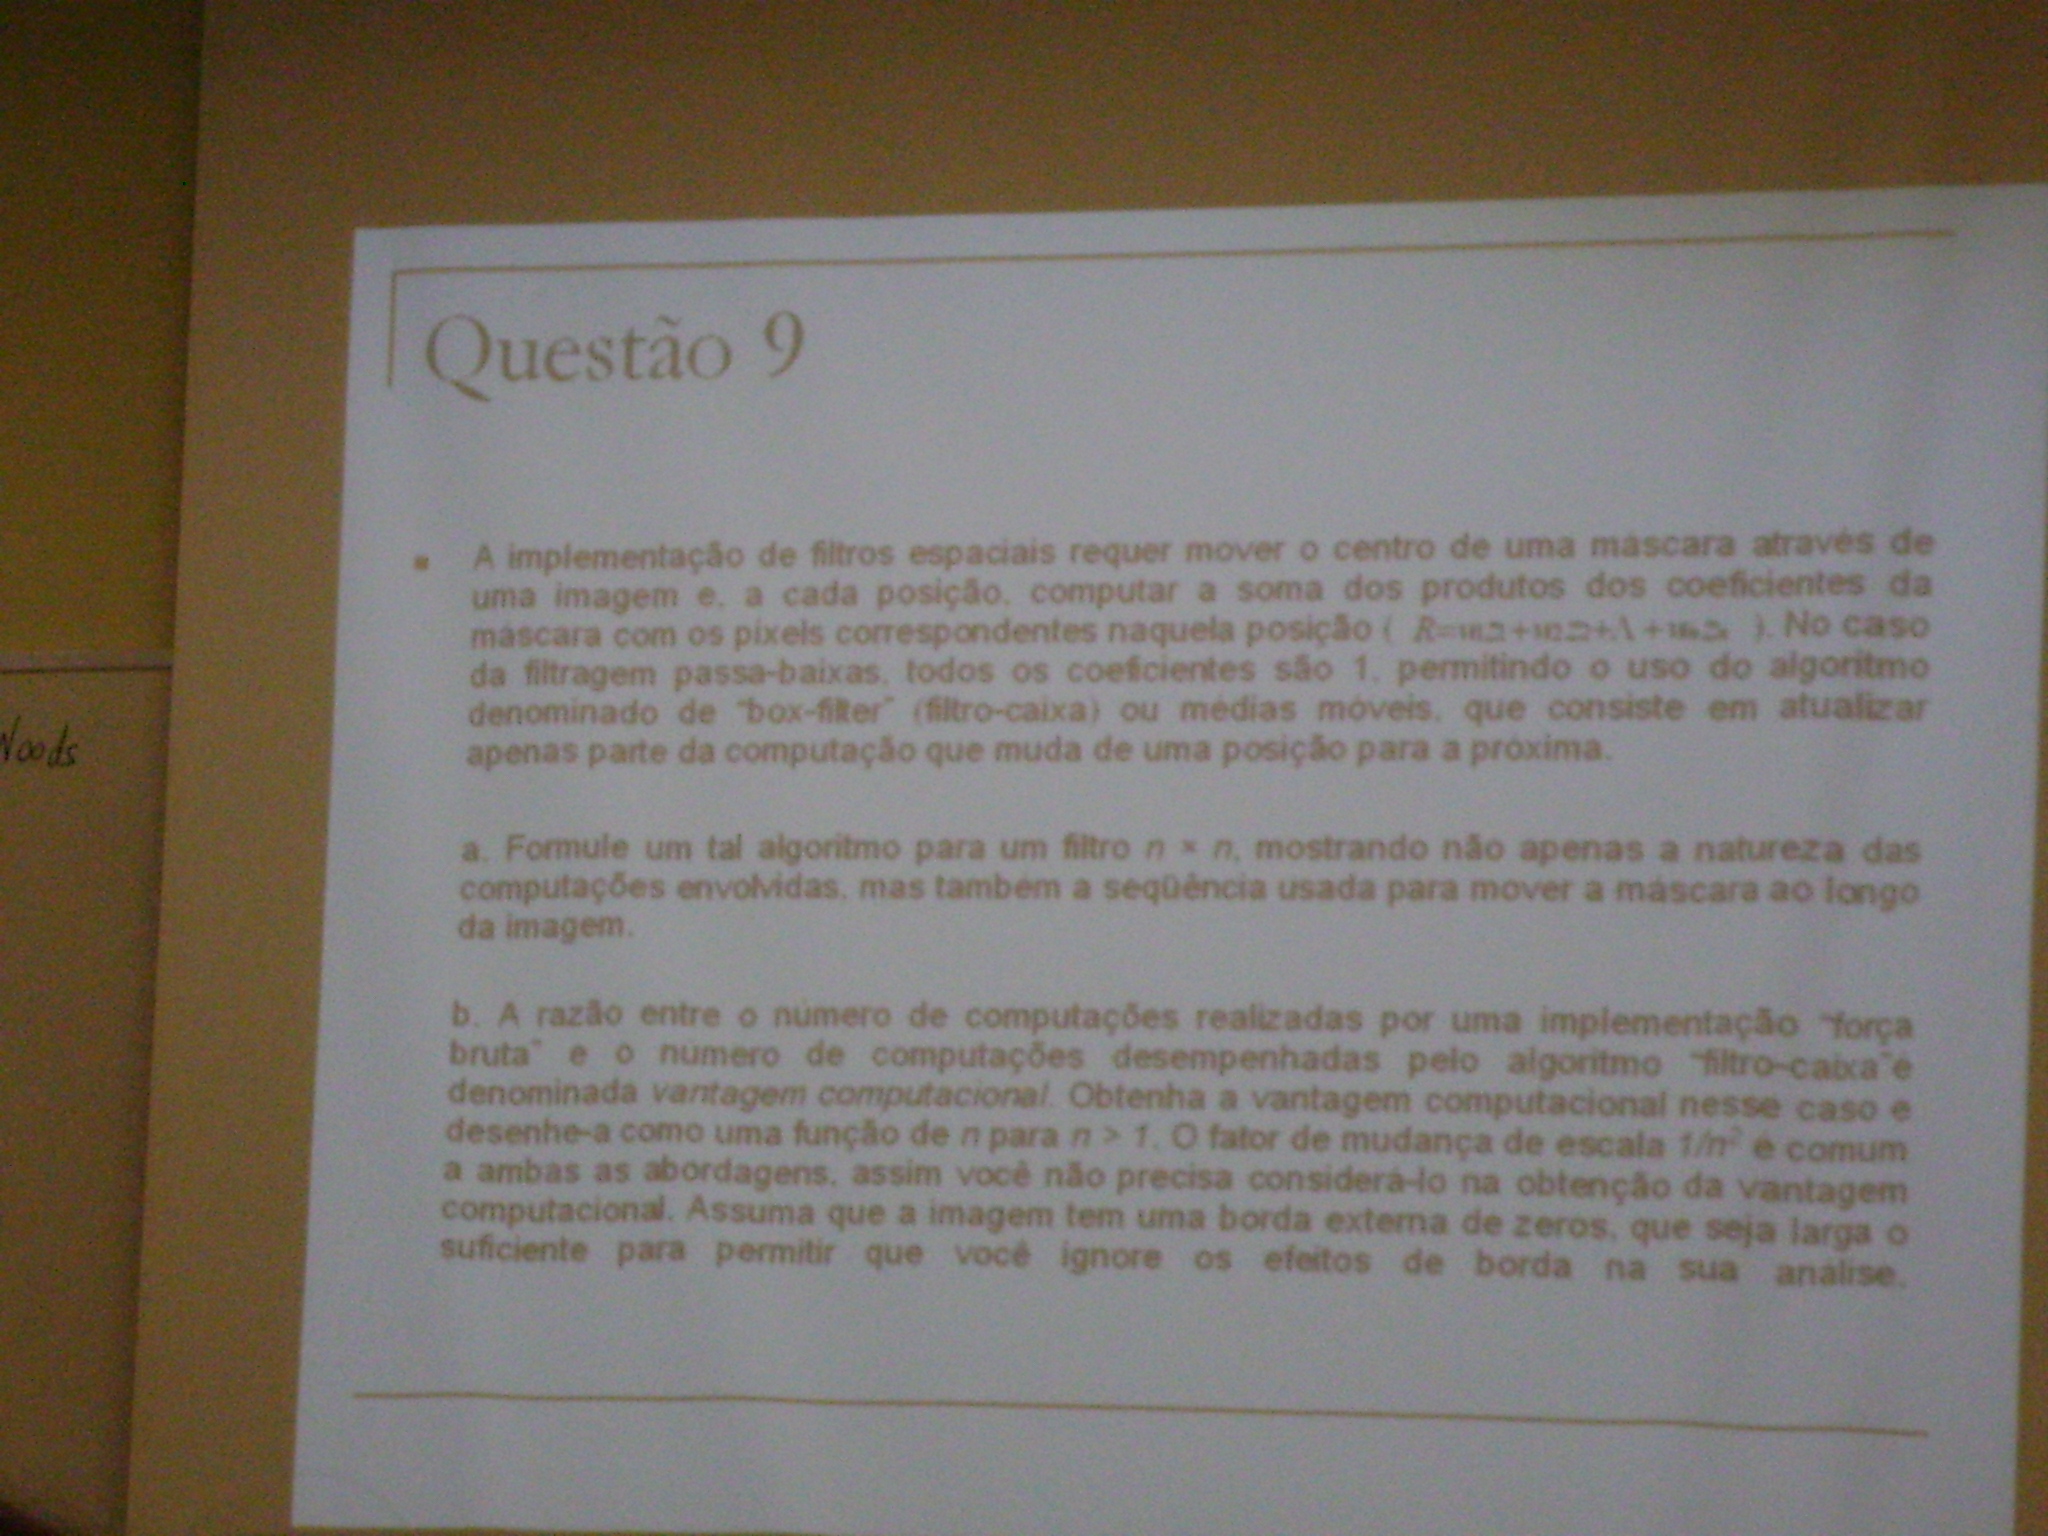 Questão 9
A implementação de filtros espaciais requer mover o centro de uma máscara através de
uma imagem e, a cada posição, computar a soma dos produtos dos coeficientes da
máscara com os pixels correspondentes naquela posição ( R= ). No caso
da filtragem passa-baixas, todos os coeficientes são 1, permitindo o uso do algoritmo
denominado de "box-filter" (filtro-caixa) ou médias móveis, que consiste em atualizar
apenas parte da computação que muda de uma posição para a próxima.
a. Formule um tal algoritmo para um filtro n × n, mostrando não apenas a natureza das
computações envolvidas, mas também a seqüência usada para mover a máscara ao longo
da imagem.
b. A razão entre o número de computações realizadas por uma implementação "força
bruta" e o número de computações desempenhadas pelo algoritmo "filtro-caixa"é
denominada vantagem computacional. Obtenha a vantagem computacional nesse caso e
desenhe-a como uma função de n para n > 1. O fator de mudança de escala 1/n² é comum
a ambas as abordagens, assim você não precisa considerá-lo na obtenção da vantagem
computacional. Assuma que a imagem tem uma borda externa de zeros, que seja larga o
suficiente para permitir que você ignore os efeitos de borda na sua análise.
Woods